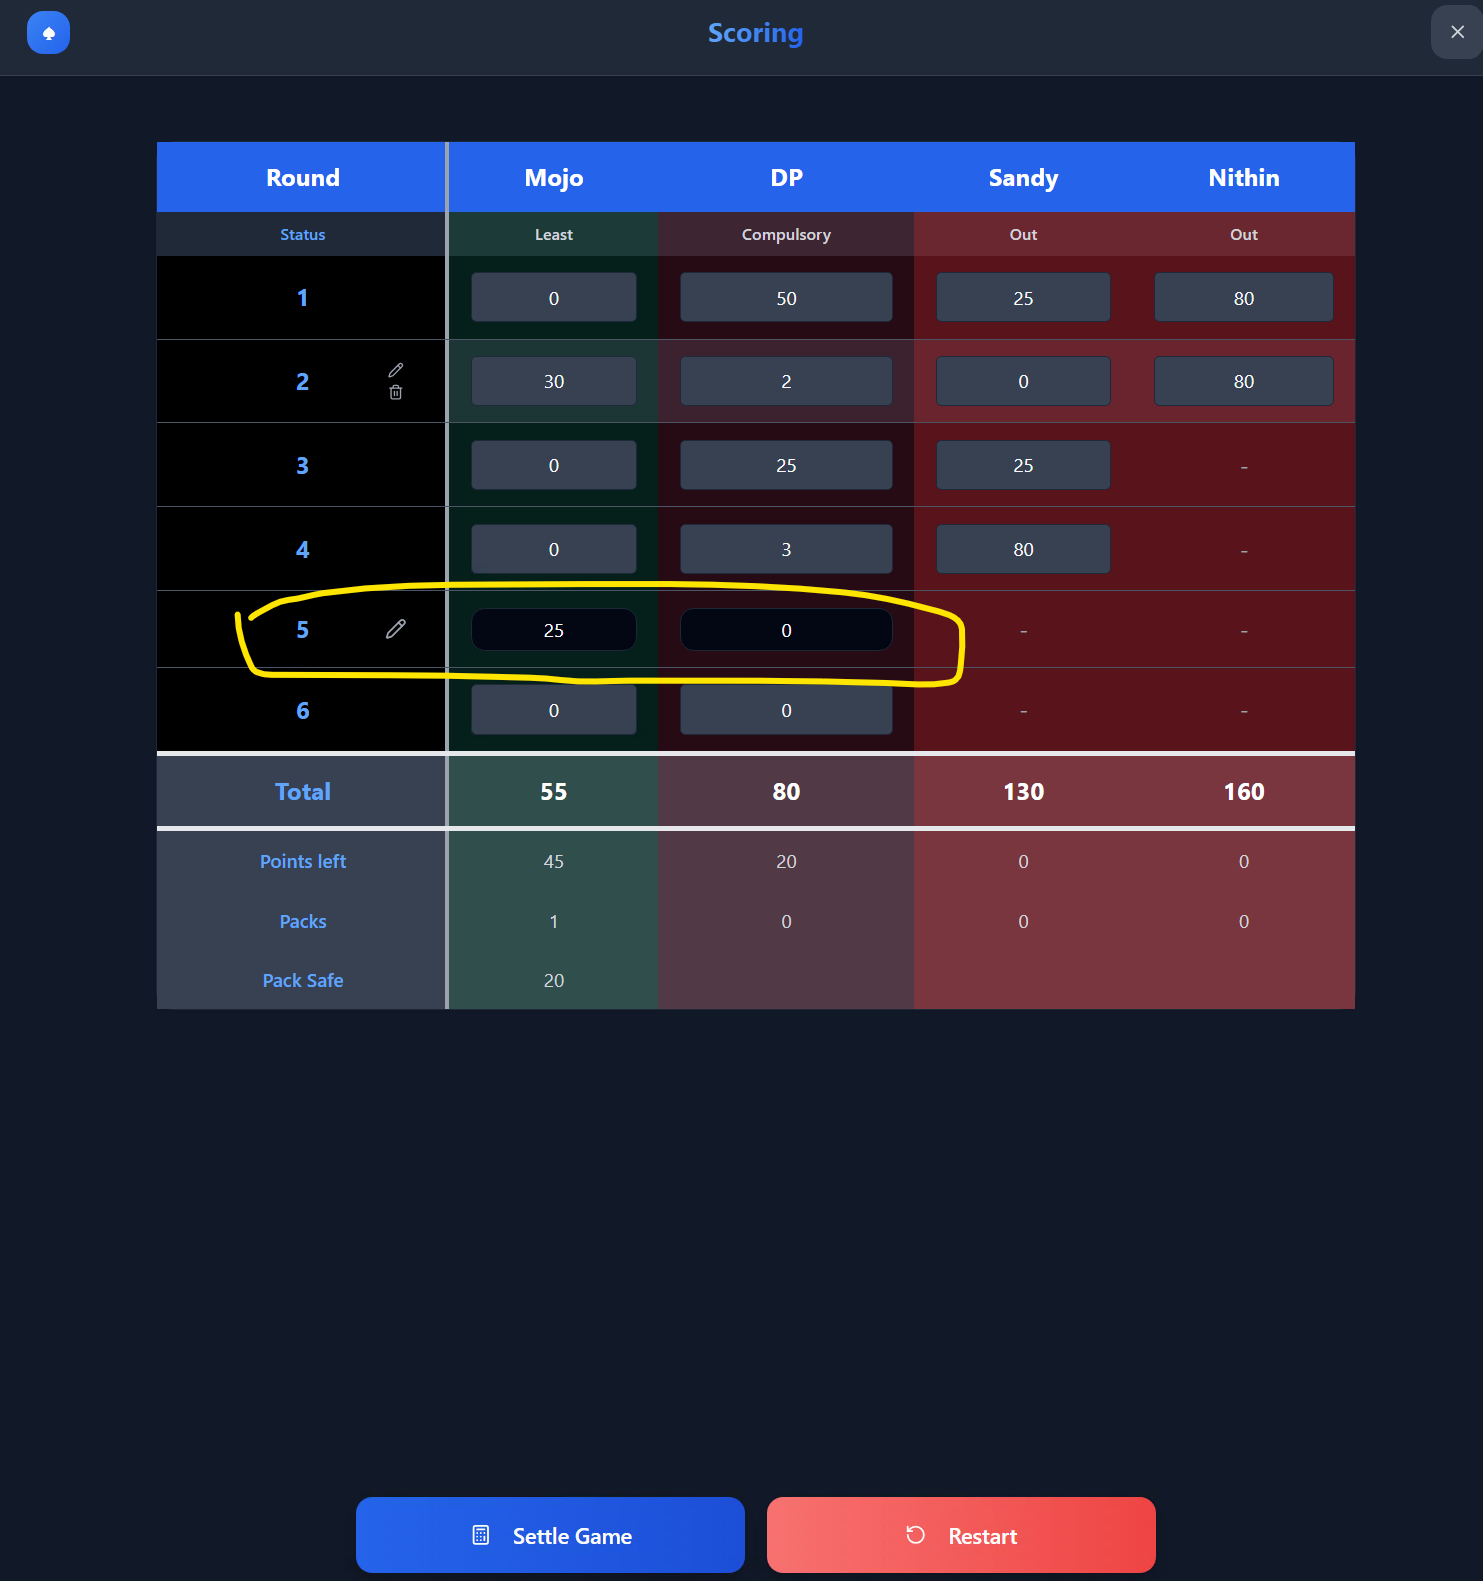 Scoring
Round Mojo DP Sandy Nithin
Status Least Compulsory Out Out
1 0 50 25 80
2 30 2 0 80
3 0 25 25 -
4 0 3 80 -
5 25 0 - -
6 0 0 - -
Total 55 80 130 160
Points left 45 20 0 0
Packs 1 0 0 0
Pack Safe 20
Settle Game Restart